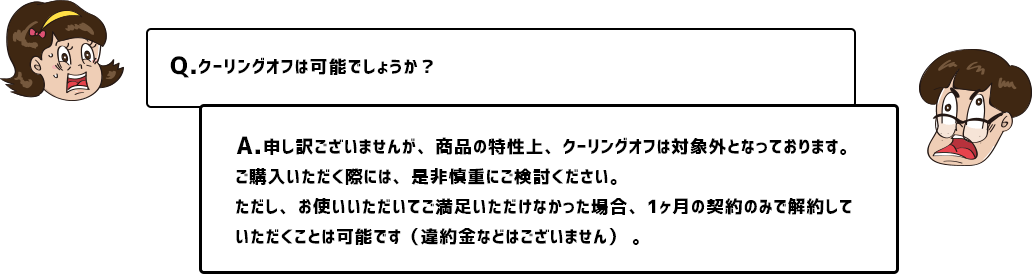 Q.クーリングオフは可能でしょうか？
A.申し訳ございませんが、商品の特性上、クーリングオフは対象外となっております。
ご購入いただく際には、是非慎重にご検討ください。
ただし、お使いいただいてご満足いただけなかった場合、1ヶ月の契約のみで解約して
いただくことは可能です（違約金などはございません） 。